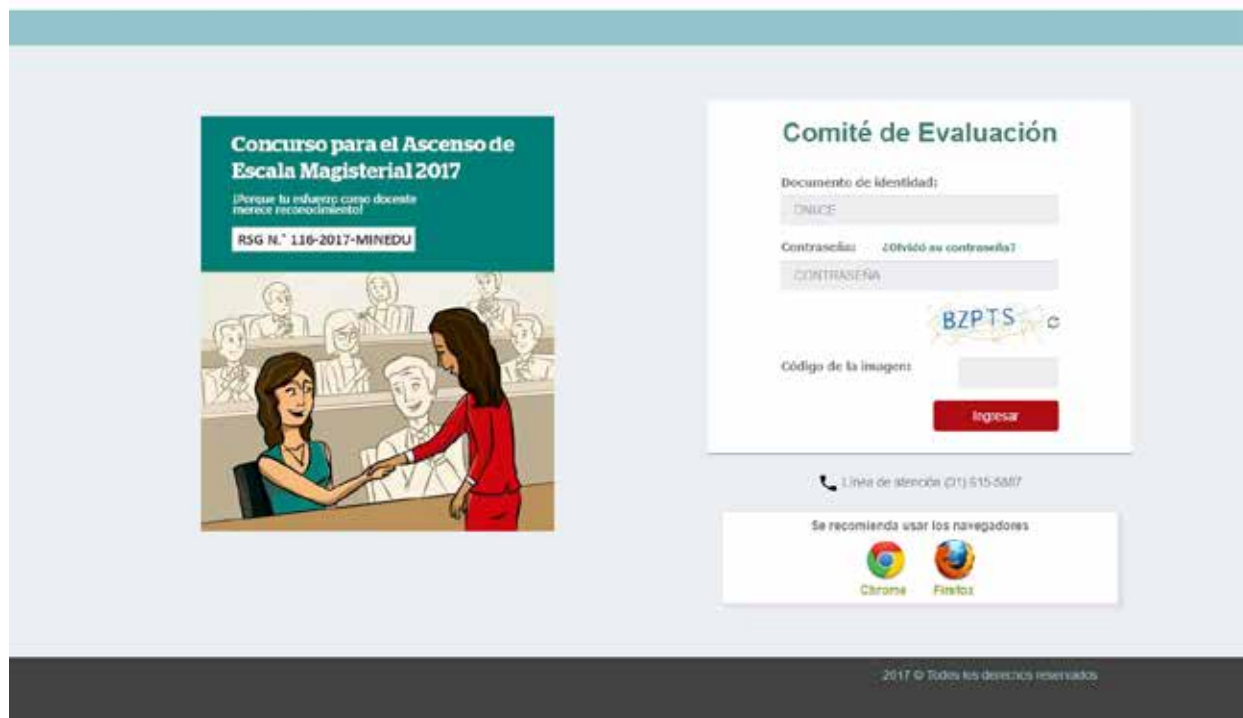 Concurso para el Ascenso de
Escala Magisterial 2017
¡Porque tu esfuerzo como docente
merece reconocimiento!
RSG N.° 116-2017-MINEDU
Comité de Evaluación
Documento de identidad:
DNI/CE
Contraseña: ¿Olvidó su contraseña?
CONTRASEÑA
BZPTS
Código de la imagen:
Ingresar
Línea de atención (01) 615-5887
Se recomienda usar los navegadores
Chrome Firefox
2017 © Todos los derechos reservados